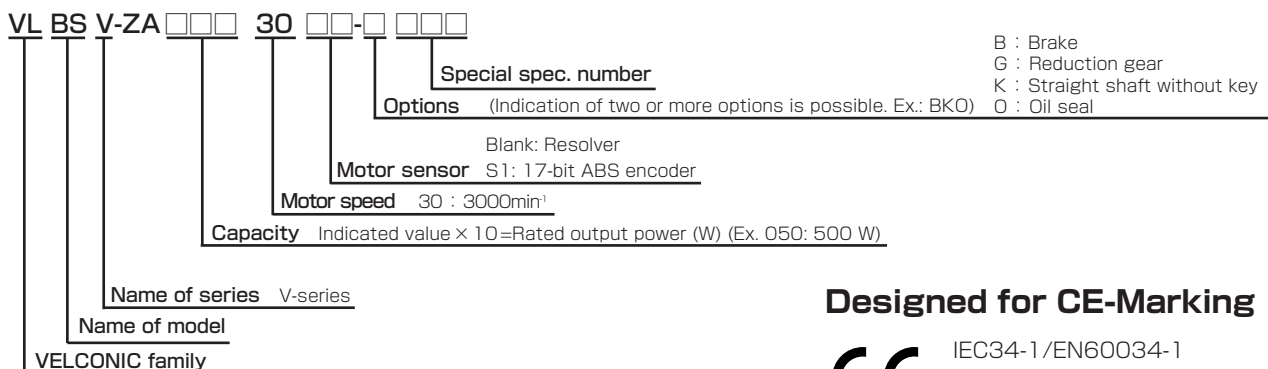 VL BS V-ZA□□□ 30 □□-□ □□□
B : Brake
G : Reduction gear
K : Straight shaft without key
O : Oil seal
Special spec. number
Options (Indication of two or more options is possible. Ex.: BKO)
Blank: Resolver
Motor sensor S1: 17-bit ABS encoder
Motor speed 30 : 3000min-1
Capacity Indicated value × 10=Rated output power (W) (Ex. 050: 500 W)
Name of series V-series
Name of model
VELCONIC family
Designed for CE-Marking
CE
IEC34-1/EN60034-1